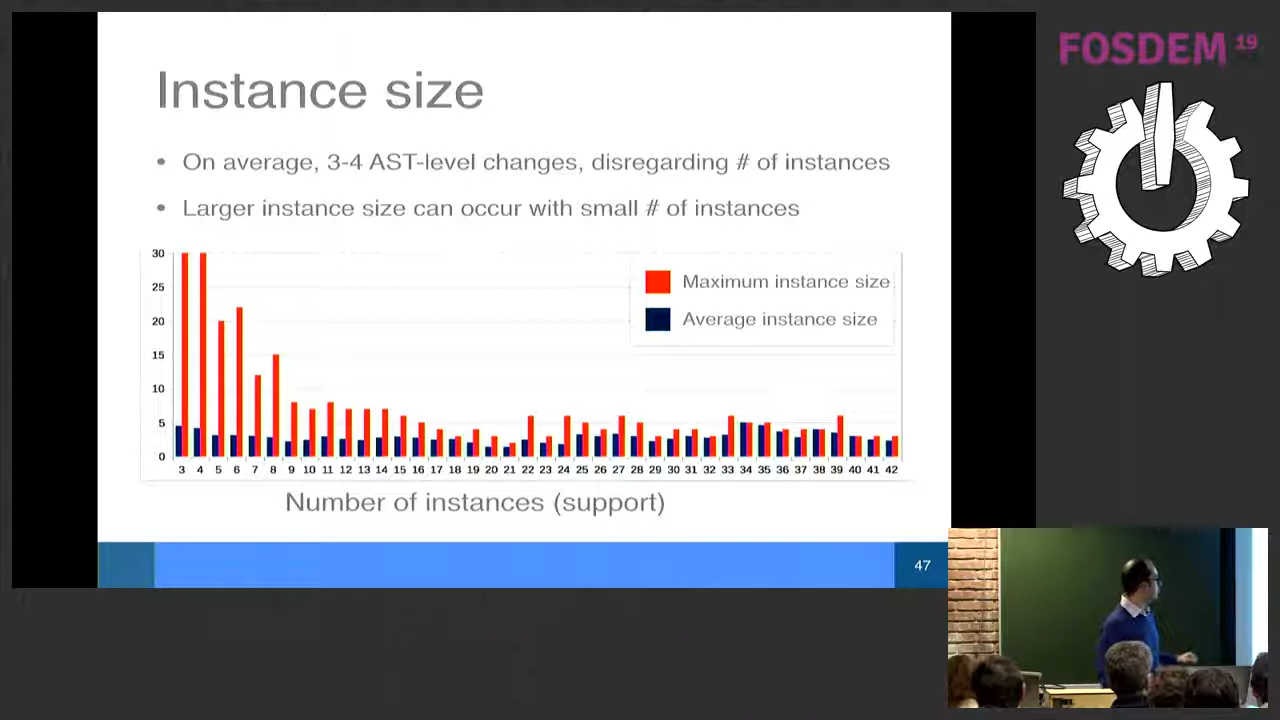 FOSDEM 19
Instance size
• On average, 3-4 AST-level changes, disregarding # of instances
• Larger instance size can occur with small # of instances
30
25
20
15
10
5
0
Maximum instance size
Average instance size
3 4 5 6 7 8 9 10 11 12 13 14 15 16 17 18 19 20 21 22 23 24 25 26 27 28 29 30 31 32 33 34 35 36 37 38 39 40 41 42
Number of instances (support)
47